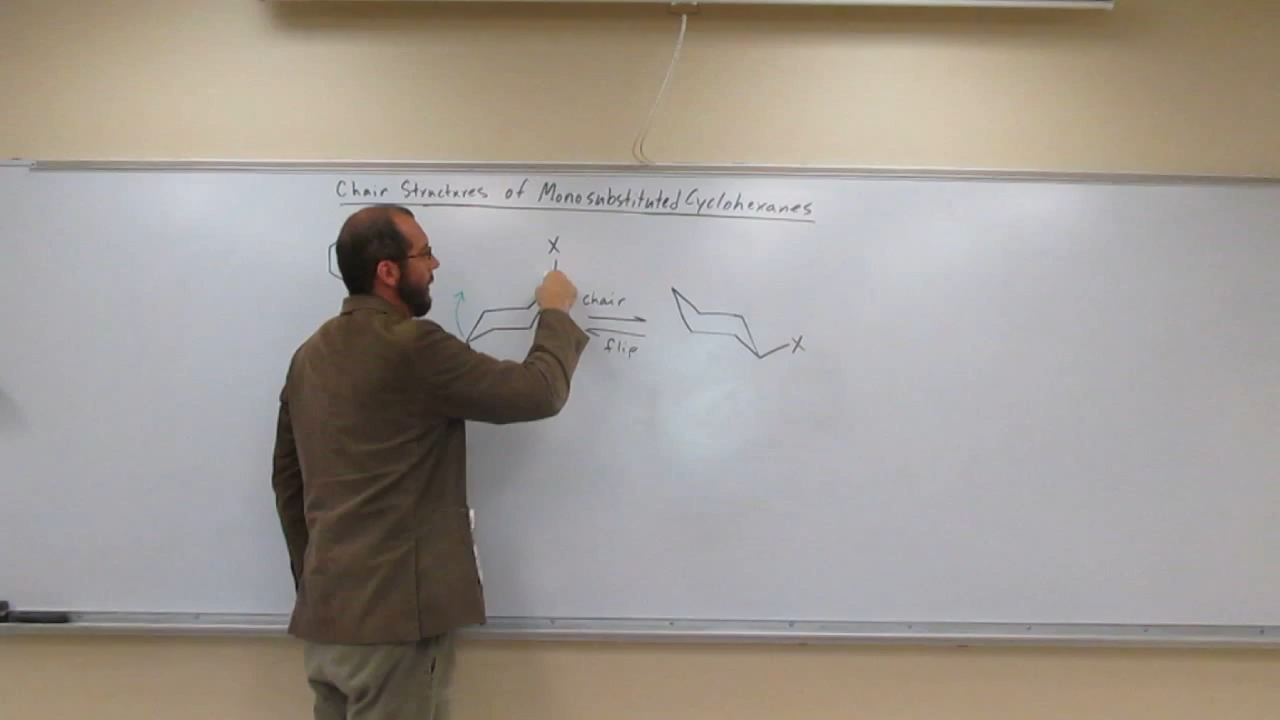 Chair Structures of Monosubstituted Cyclohexanes
X
chair
flip
X